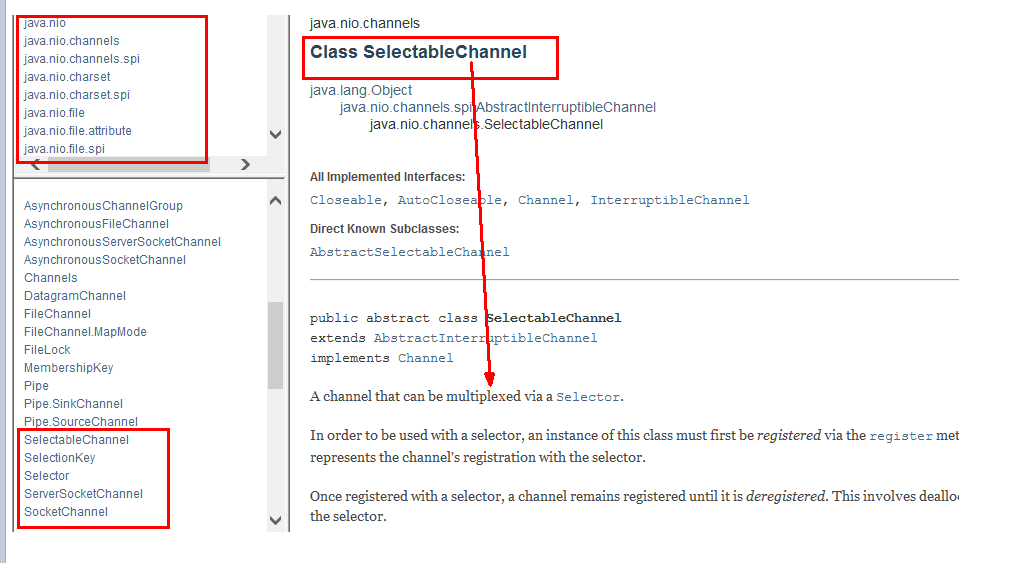 java.nio
java.nio.channels
java.nio.channels.spi
java.nio.charset
java.nio.charset.spi
java.nio.file
java.nio.file.attribute
java.nio.file.spi
AsynchronousChannelGroup
AsynchronousFileChannel
AsynchronousServerSocketChannel
AsynchronousSocketChannel
Channels
DatagramChannel
FileChannel
FileChannel.MapMode
FileLock
MembershipKey
Pipe
Pipe.SinkChannel
Pipe.SourceChannel
SelectableChannel
SelectionKey
Selector
ServerSocketChannel
SocketChannel
java.nio.channels
Class SelectableChannel
java.lang.Object
java.nio.channels.spi.AbstractInterruptibleChannel
java.nio.channels.SelectableChannel
All Implemented Interfaces:
Closeable, AutoCloseable, Channel, InterruptibleChannel
Direct Known Subclasses:
AbstractSelectableChannel
public abstract class SelectableChannel
extends AbstractInterruptibleChannel
implements Channel
A channel that can be multiplexed via a Selector.
In order to be used with a selector, an instance of this class must first be registered via the register met
represents the channel's registration with the selector.
Once registered with a selector, a channel remains registered until it is deregistered. This involves deallo
the selector.